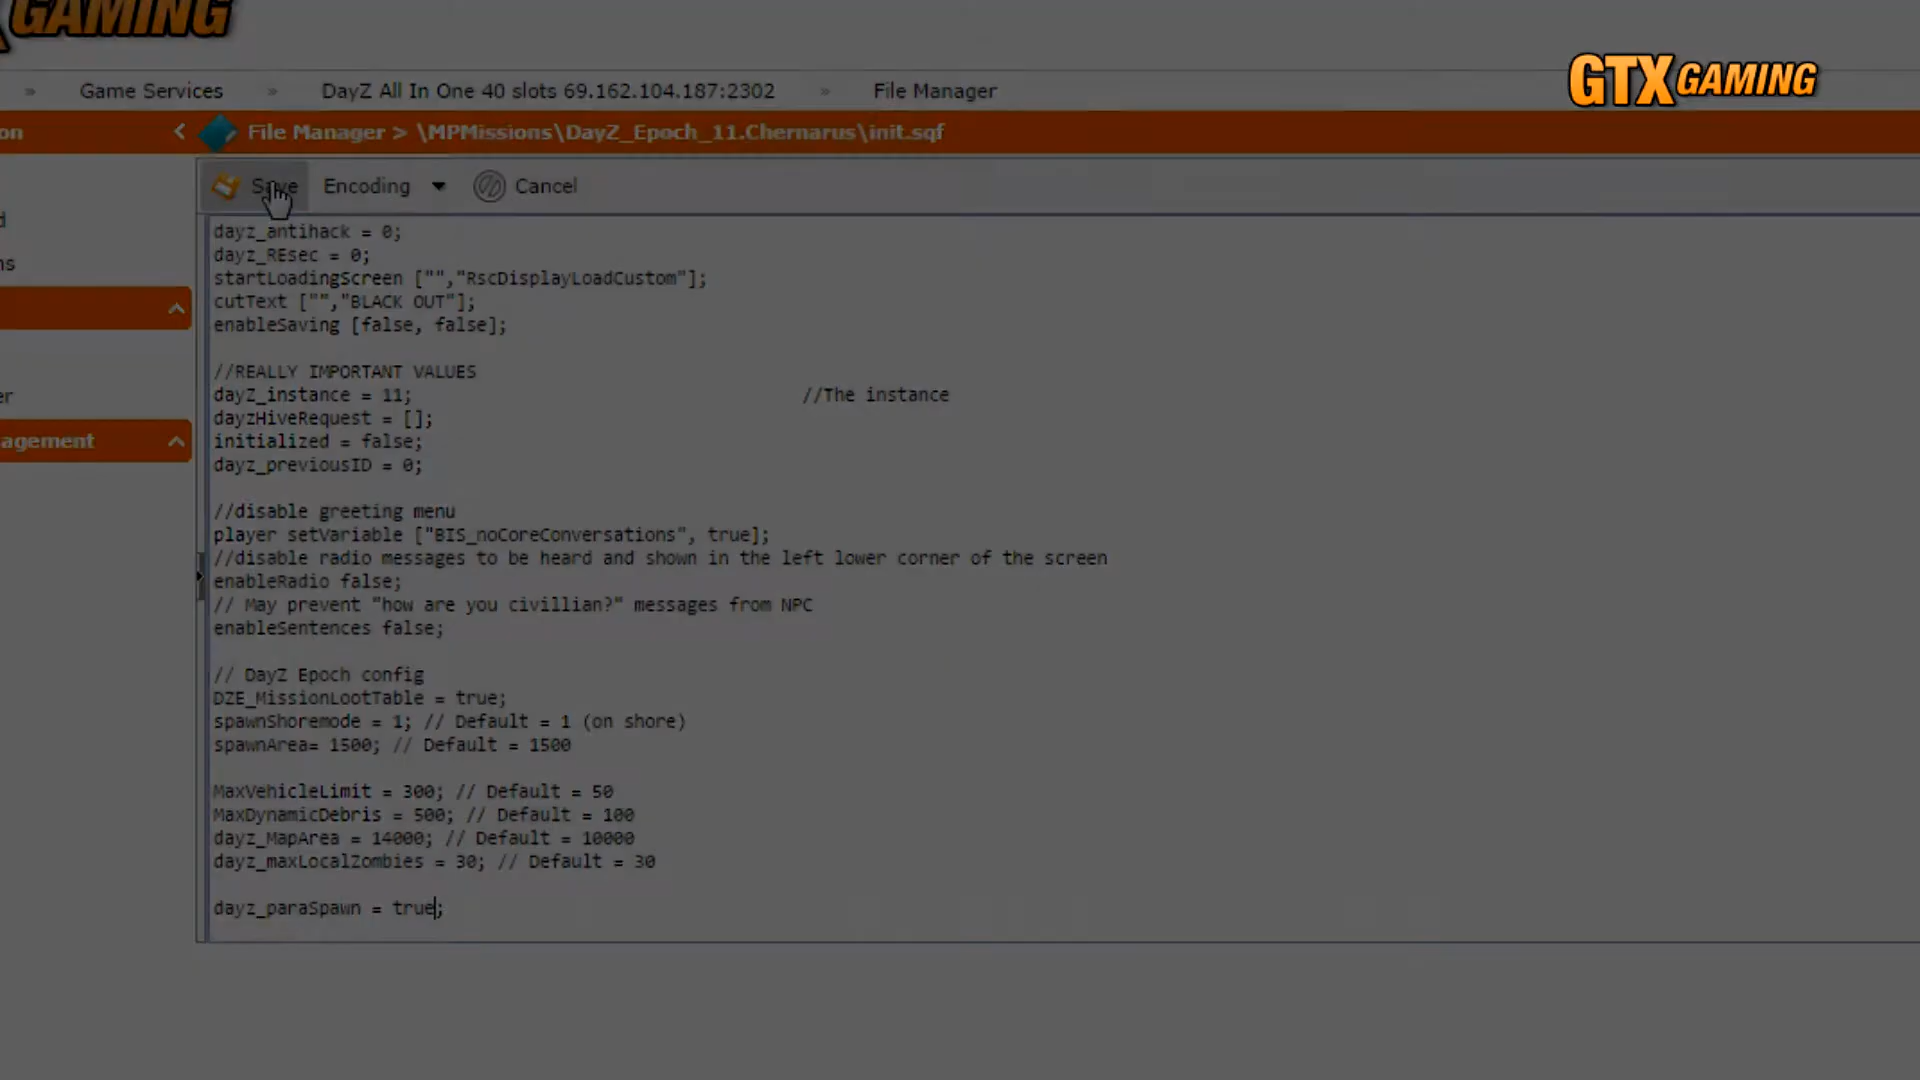 GAMING
GTX GAMING
» Game Services » DayZ All In One 40 slots 69.162.104.187:2302 » File Manager
on
File Manager > \MPMissions\DayZ_Epoch_11.Chernarus\init.sqf
Save Encoding Cancel
d
ns
er
agement
dayz_antihack = 0;
dayz_REsec = 0;
startLoadingScreen ["","RscDisplayLoadCustom"];
cutText ["","BLACK OUT"];
enableSaving [false, false];
//REALLY IMPORTANT VALUES
dayZ_instance = 11; //The instance
dayzHiveRequest = [];
initialized = false;
dayz_previousID = 0;
//disable greeting menu
player setVariable ["BIS_noCoreConversations", true];
//disable radio messages to be heard and shown in the left lower corner of the screen
enableRadio false;
// May prevent "how are you civillian?" messages from NPC
enableSentences false;
// DayZ Epoch config
DZE_MissionLootTable = true;
spawnShoremode = 1; // Default = 1 (on shore)
spawnArea= 1500; // Default = 1500
MaxVehicleLimit = 300; // Default = 50
MaxDynamicDebris = 500; // Default = 100
dayz_MapArea = 14000; // Default = 10000
dayz_maxLocalZombies = 30; // Default = 30
dayz_paraSpawn = true;